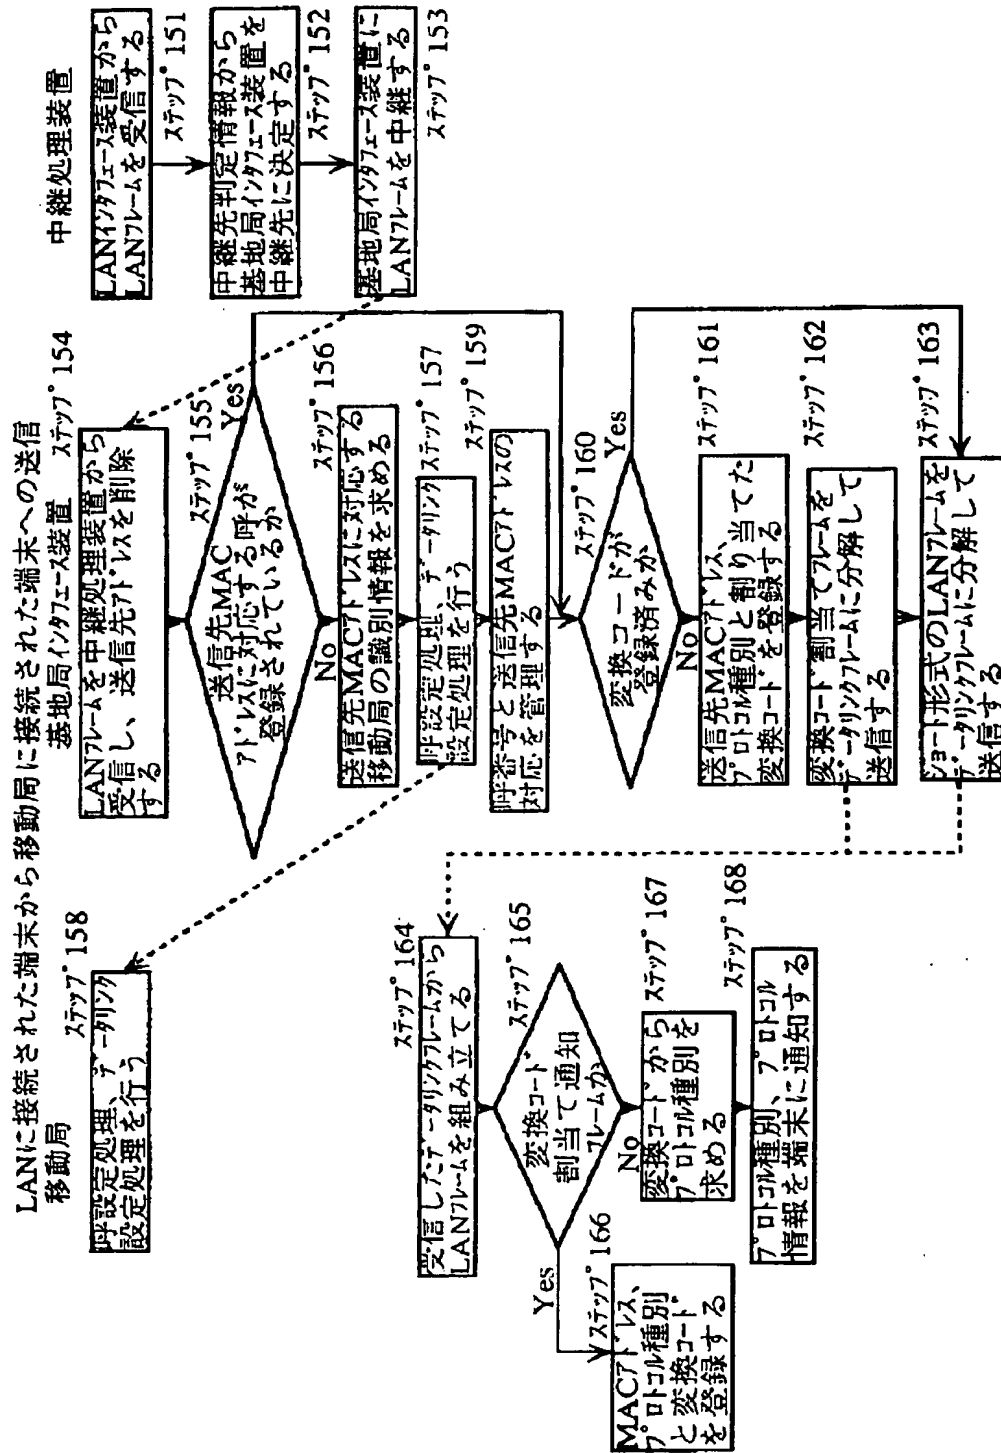 LANに接続された端末から移動局に接続された端末への送信
移動局
基地局インタフェース装置
中継処理装置
LANインタフェース装置から
LANフレームを受信する
ステップ151
中継先判定情報から
基地局インタフェース装置を
中継先に決定する
ステップ152
基地局インタフェース装置に
LANフレームを中継する
ステップ153
ステップ154
LANフレームを中継処理装置から
受信し、送信先アドレスを削除
する
ステップ155
送信先MAC
アドレスに対応する呼が
登録されているか
Yes
No
ステップ156
送信先MACアドレスに対応する
移動局の識別情報を求める
ステップ157
呼設定処理、データリンク
設定処理を行う
ステップ158
呼設定処理、データリンク
設定処理を行う
ステップ159
呼番号と送信先MACアドレスの
対応を管理する
ステップ160
変換コードが
登録済みか
Yes
No
ステップ161
送信先MACアドレス、
プロトコル種別と割り当てた
変換コードを登録する
ステップ162
変換コード割当てフレームを
データリンクフレームに分解して
送信する
ステップ163
ショート形式のLANフレームを
データリンクフレームに分解して
送信する
ステップ164
受信したデータリンクフレームから
LANフレームを組み立てる
ステップ165
変換コード
割当て通知
フレームか
Yes
No
ステップ166
MACアドレス、
プロトコル種別
と変換コード
を登録する
ステップ167
変換コードから
プロトコル種別を
求める
ステップ168
プロトコル種別、プロトコル
情報を端末に通知する